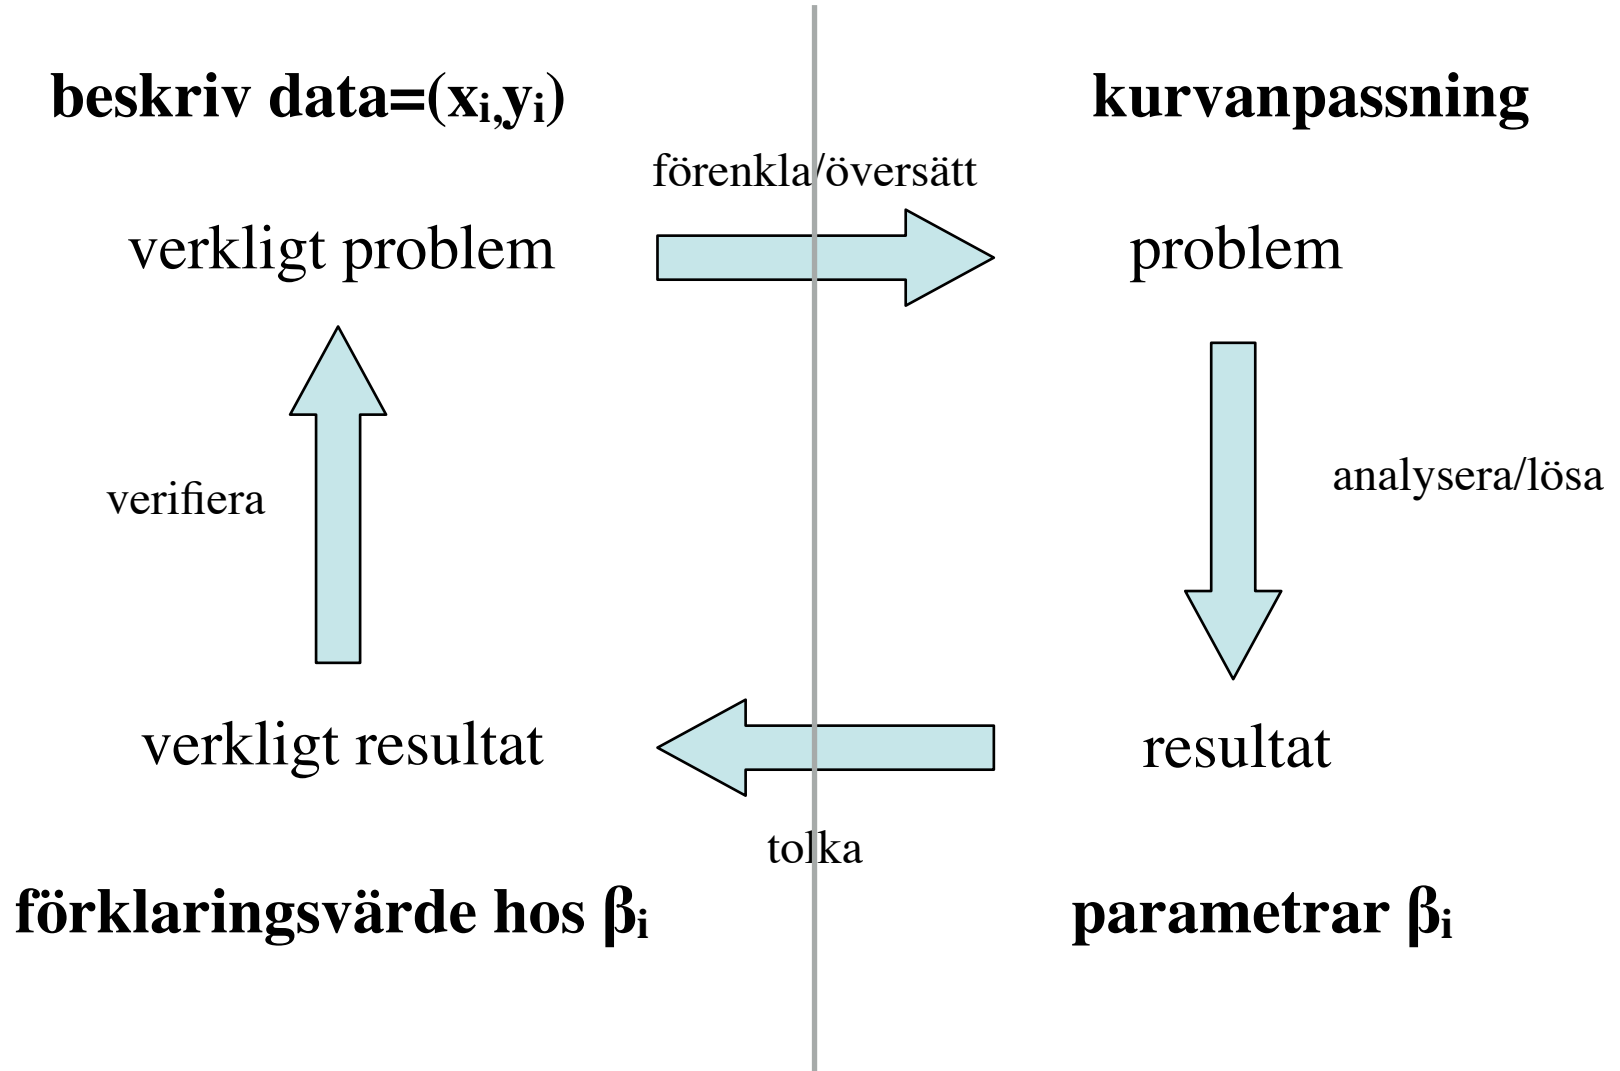 beskriv data=(xᵢ,yᵢ)
kurvanpassning
förenkla/översätt
verkligt problem
problem
verifiera
analysera/lösa
verkligt resultat
resultat
tolka
förklaringsvärde hos βᵢ
parametrar βᵢ